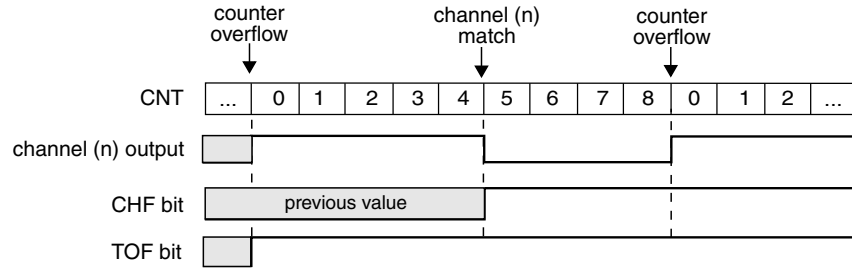 counter
overflow
channel (n)
match
counter
overflow
CNT ... 0 1 2 3 4 5 6 7 8 0 1 2 ...
channel (n) output
CHF bit previous value
TOF bit